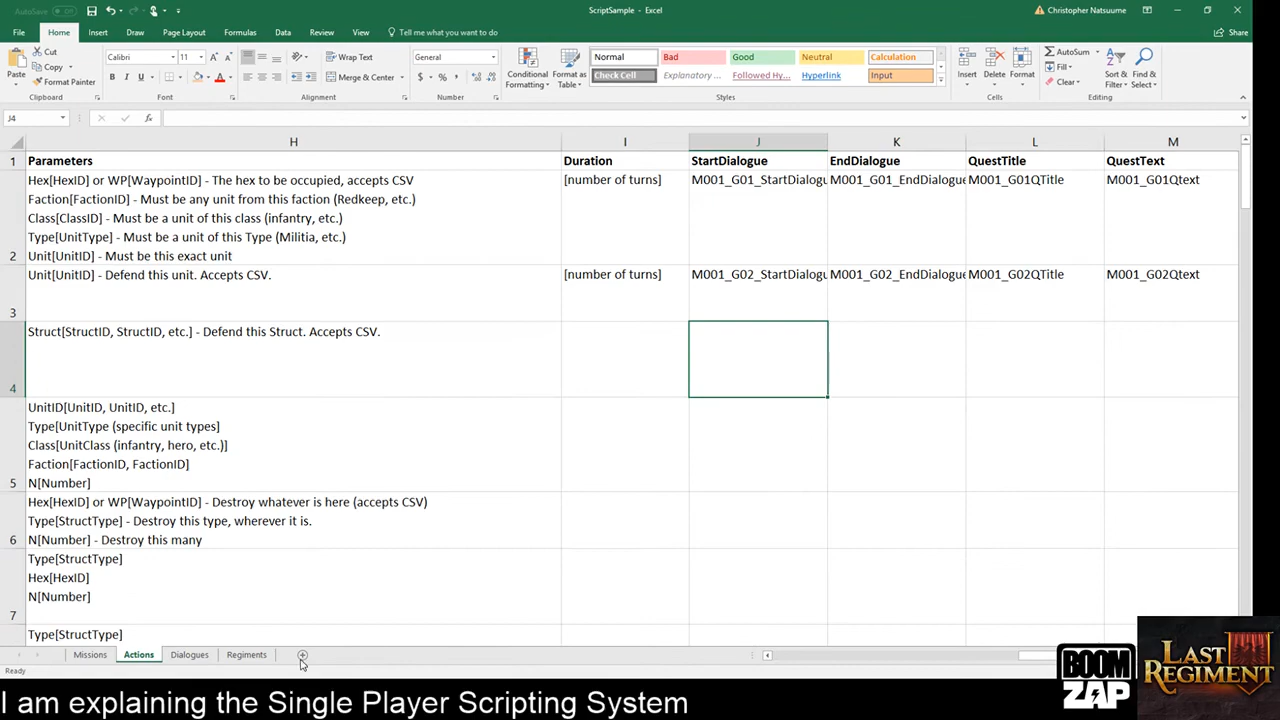 AutoSave Off
ScriptSample - Excel
Christopher Natsuume
File Home Insert Draw Page Layout Formulas Data Review View Tell me what you want to do Share
Paste
Cut
Copy
Format Painter
Clipboard
Calibri 11
B I U
Font
Wrap Text
Merge & Center
Alignment
General
$ % ,
Number
Conditional Formatting
Format as Table
Normal Bad Good Neutral Calculation
Check Cell Explanatory ... Followed Hy... Hyperlink Input
Styles
Insert Delete Format
Cells
AutoSum
Fill
Clear
Sort & Filter
Find & Select
Editing
J4
fx
H I J K L M
1 Parameters Duration StartDialogue EndDialogue QuestTitle QuestText
Hex[HexID] or WP[WaypointID] - The hex to be occupied, accepts CSV [number of turns] M001_G01_StartDialogu M001_G01_EndDialogue M001_G01QTitle M001_G01Qtext
Faction[FactionID] - Must be any unit from this faction (Redkeep, etc.)
Class[ClassID] - Must be a unit of this class (infantry, etc.)
Type[UnitType] - Must be a unit of this Type (Militia, etc.)
2 Unit[UnitID] - Must be this exact unit
Unit[UnitID] - Defend this unit. Accepts CSV. [number of turns] M001_G02_StartDialogu M001_G02_EndDialogue M001_G02QTitle M001_G02Qtext
3
Struct[StructID, StructID, etc.] - Defend this Struct. Accepts CSV.
4
UnitID[UnitID, UnitID, etc.]
Type[UnitType (specific unit types]
Class[UnitClass (infantry, hero, etc.)]
Faction[FactionID, FactionID]
5 N[Number]
Hex[HexID] or WP[WaypointID] - Destroy whatever is here (accepts CSV)
Type[StructType] - Destroy this type, wherever it is.
6 N[Number] - Destroy this many
Type[StructType]
Hex[HexID]
N[Number]
7
Type[StructType]
Missions Actions Dialogues Regiments
Ready
BOOM
ZAP
LAST
REGIMENT
I am explaining the Single Player Scripting System